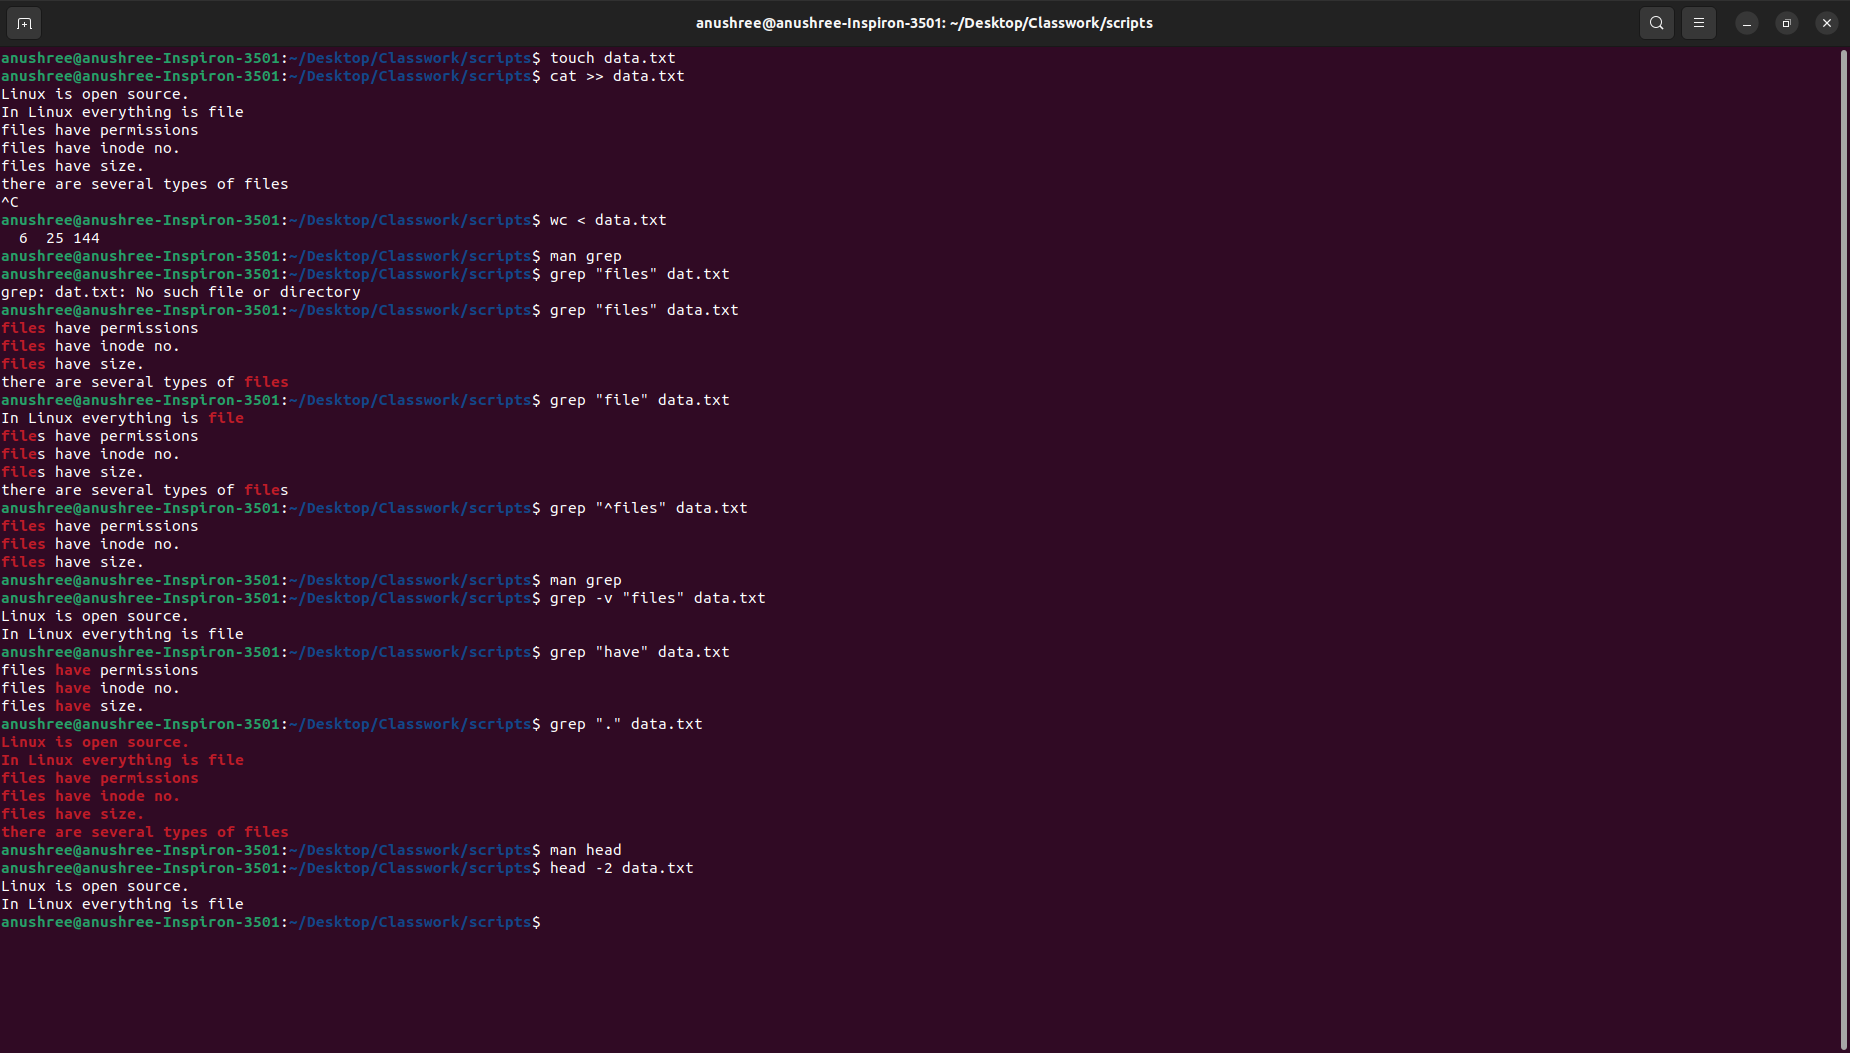 anushree@anushree-Inspiron-3501: ~/Desktop/Classwork/scripts
anushree@anushree-Inspiron-3501:~/Desktop/Classwork/scripts$ touch data.txt
anushree@anushree-Inspiron-3501:~/Desktop/Classwork/scripts$ cat >> data.txt
Linux is open source.
In Linux everything is file
files have permissions
files have inode no.
files have size.
there are several types of files
^C
anushree@anushree-Inspiron-3501:~/Desktop/Classwork/scripts$ wc < data.txt
  6  25 144
anushree@anushree-Inspiron-3501:~/Desktop/Classwork/scripts$ man grep
anushree@anushree-Inspiron-3501:~/Desktop/Classwork/scripts$ grep "files" dat.txt
grep: dat.txt: No such file or directory
anushree@anushree-Inspiron-3501:~/Desktop/Classwork/scripts$ grep "files" data.txt
files have permissions
files have inode no.
files have size.
there are several types of files
anushree@anushree-Inspiron-3501:~/Desktop/Classwork/scripts$ grep "file" data.txt
In Linux everything is file
files have permissions
files have inode no.
files have size.
there are several types of files
anushree@anushree-Inspiron-3501:~/Desktop/Classwork/scripts$ grep "^files" data.txt
files have permissions
files have inode no.
files have size.
anushree@anushree-Inspiron-3501:~/Desktop/Classwork/scripts$ man grep
anushree@anushree-Inspiron-3501:~/Desktop/Classwork/scripts$ grep -v "files" data.txt
Linux is open source.
In Linux everything is file
anushree@anushree-Inspiron-3501:~/Desktop/Classwork/scripts$ grep "have" data.txt
files have permissions
files have inode no.
files have size.
anushree@anushree-Inspiron-3501:~/Desktop/Classwork/scripts$ grep "." data.txt
Linux is open source.
In Linux everything is file
files have permissions
files have inode no.
files have size.
there are several types of files
anushree@anushree-Inspiron-3501:~/Desktop/Classwork/scripts$ man head
anushree@anushree-Inspiron-3501:~/Desktop/Classwork/scripts$ head -2 data.txt
Linux is open source.
In Linux everything is file
anushree@anushree-Inspiron-3501:~/Desktop/Classwork/scripts$